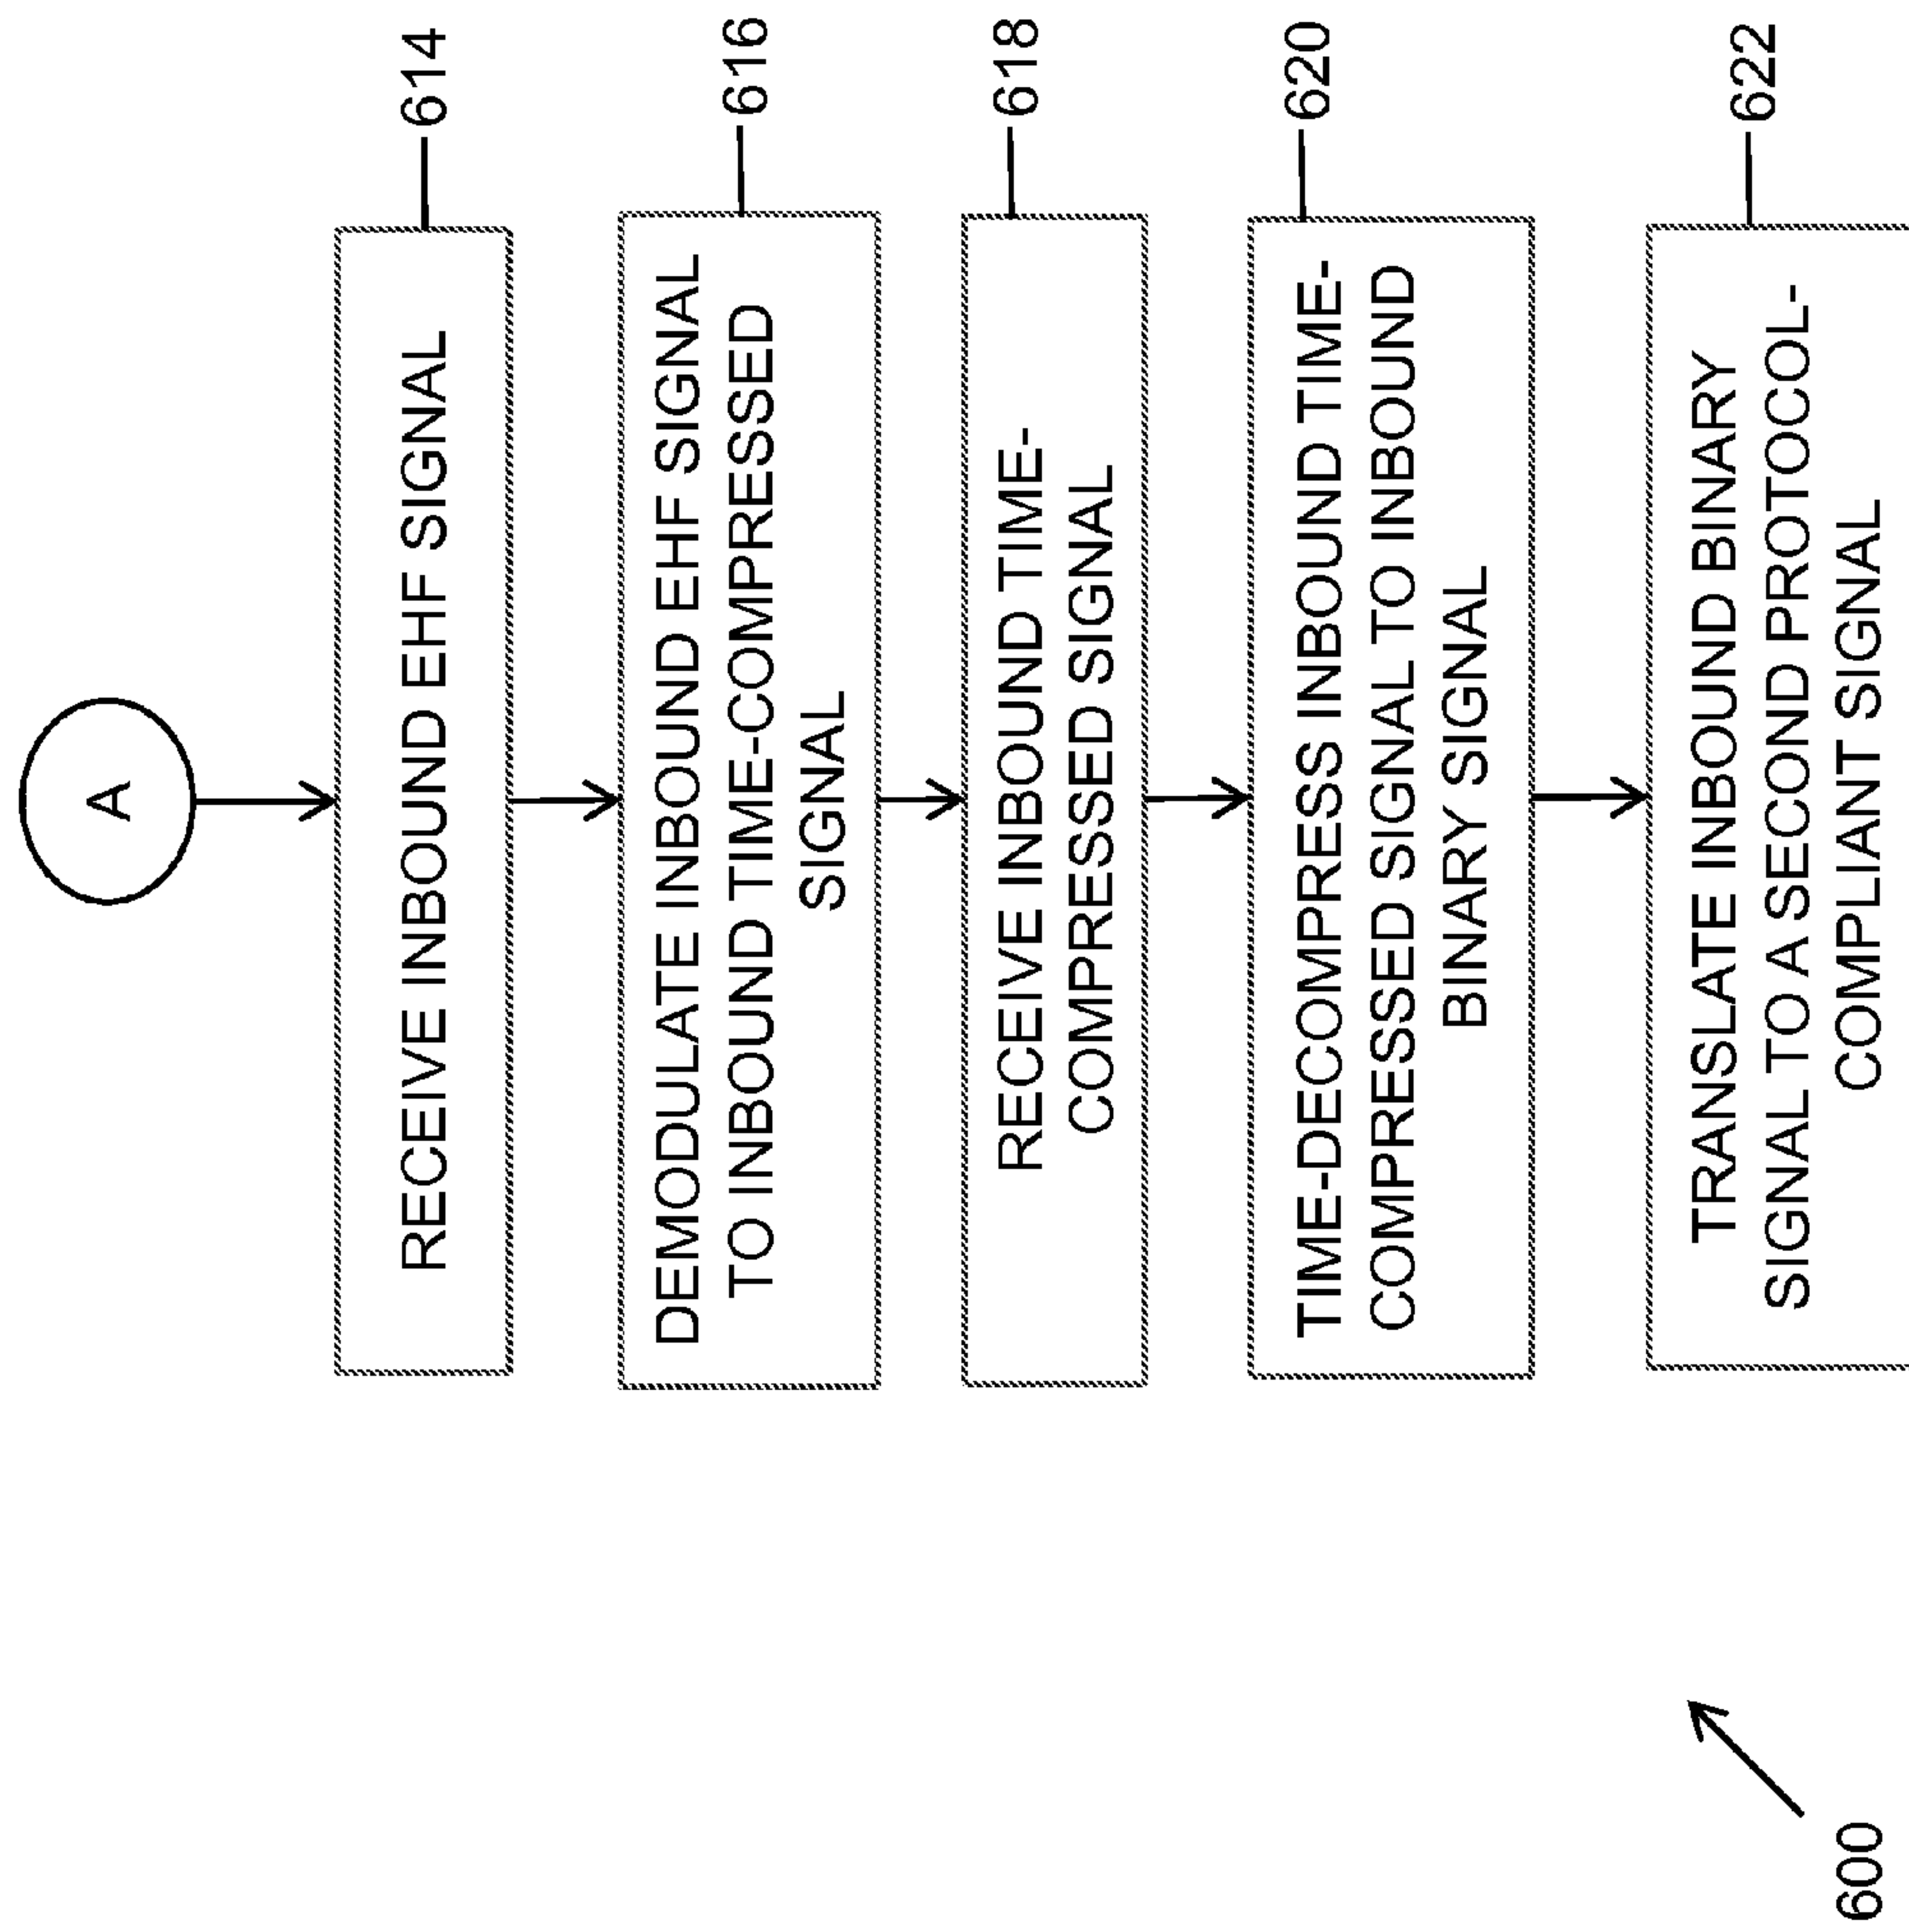 A
RECEIVE INBOUND EHF SIGNAL
614
DEMODULATE INBOUND EHF SIGNAL
TO INBOUND TIME-COMPRESSED
SIGNAL
616
RECEIVE INBOUND TIME-
COMPRESSED SIGNAL
618
TIME-DECOMPRESS INBOUND TIME-
COMPRESSED SIGNAL TO INBOUND
BINARY SIGNAL
620
TRANSLATE INBOUND BINARY
SIGNAL TO A SECOND PROTOCOL-
COMPLIANT SIGNAL
622
600